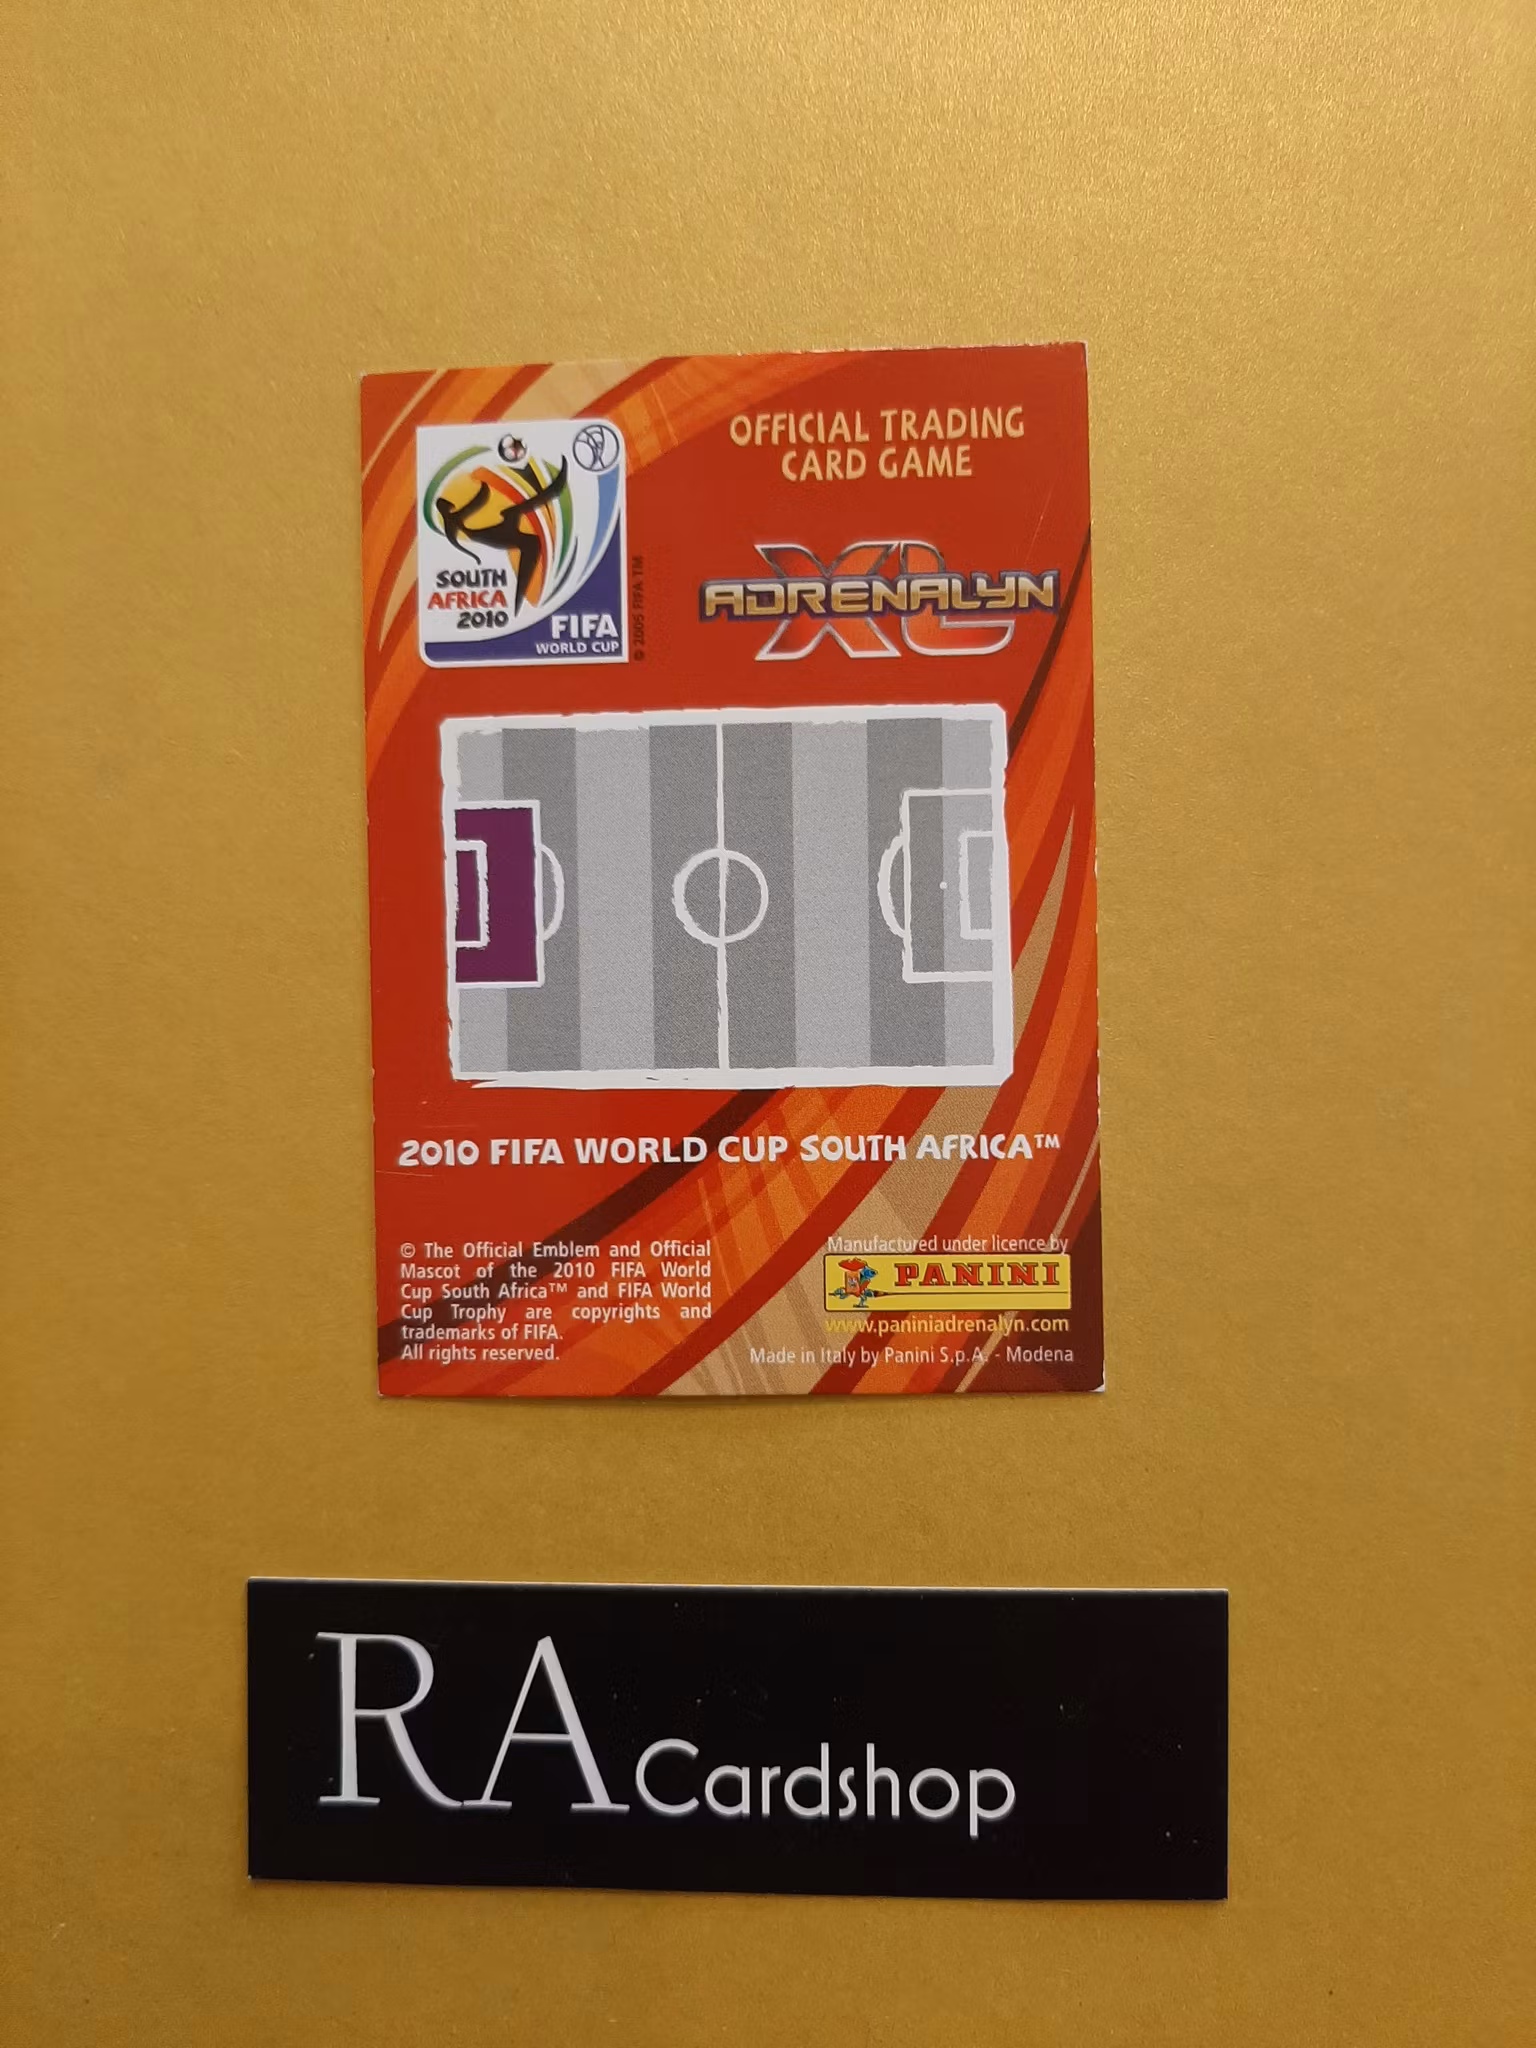 OFFICIAL TRADING
CARD GAME
SOUTH
AFRICA
2010
FIFA
WORLD CUP
© 2005 FIFA TM
ADRENALYN
XL
2010 FIFA WORLD CUP SOUTH AFRICA™
© The Official Emblem and Official
Mascot of the 2010 FIFA World
Cup South Africa™ and FIFA World
Cup Trophy are copyrights and
trademarks of FIFA.
All rights reserved.
Manufactured under licence by
PANINI
www.paniniadrenalyn.com
Made in Italy by Panini S.p.A. - Modena
RA Cardshop